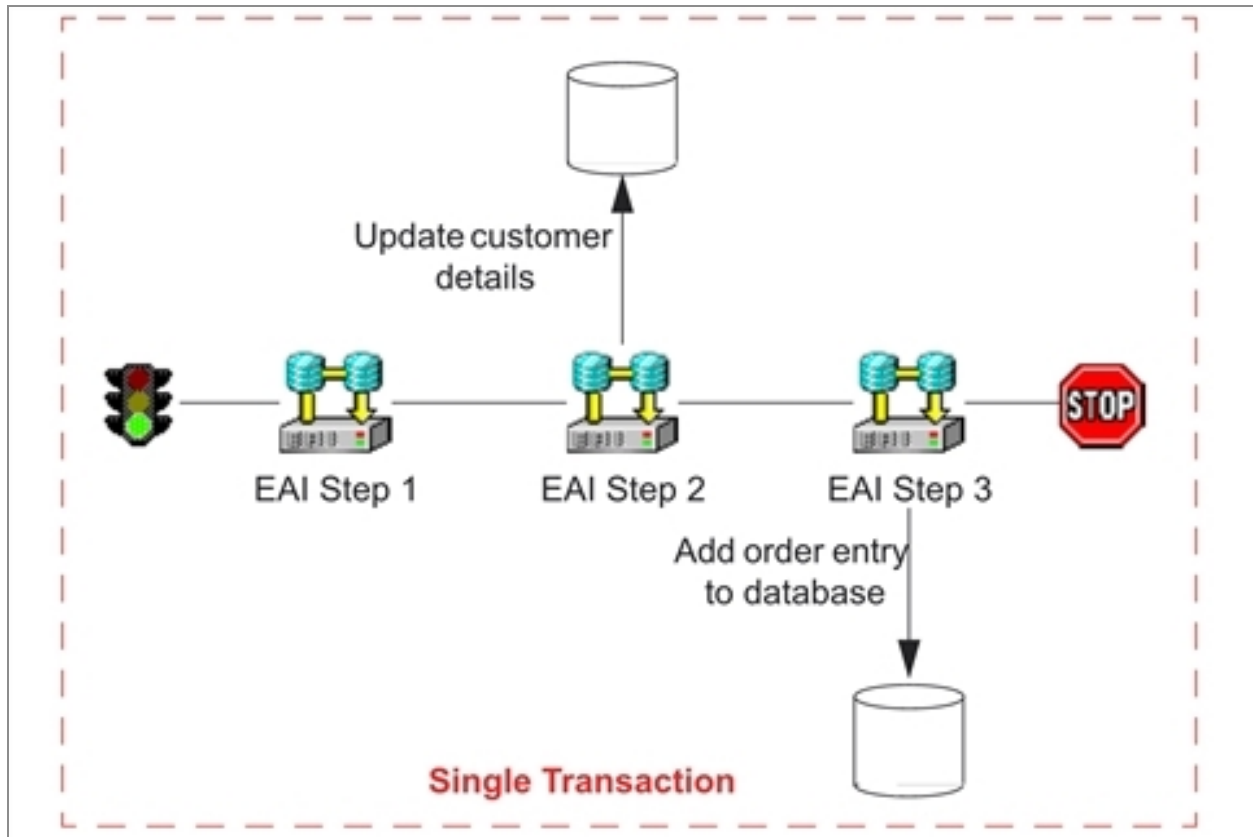 Update customer
details
STOP
EAI Step 1
EAI Step 2
EAI Step 3
Add order entry
to database
Single Transaction